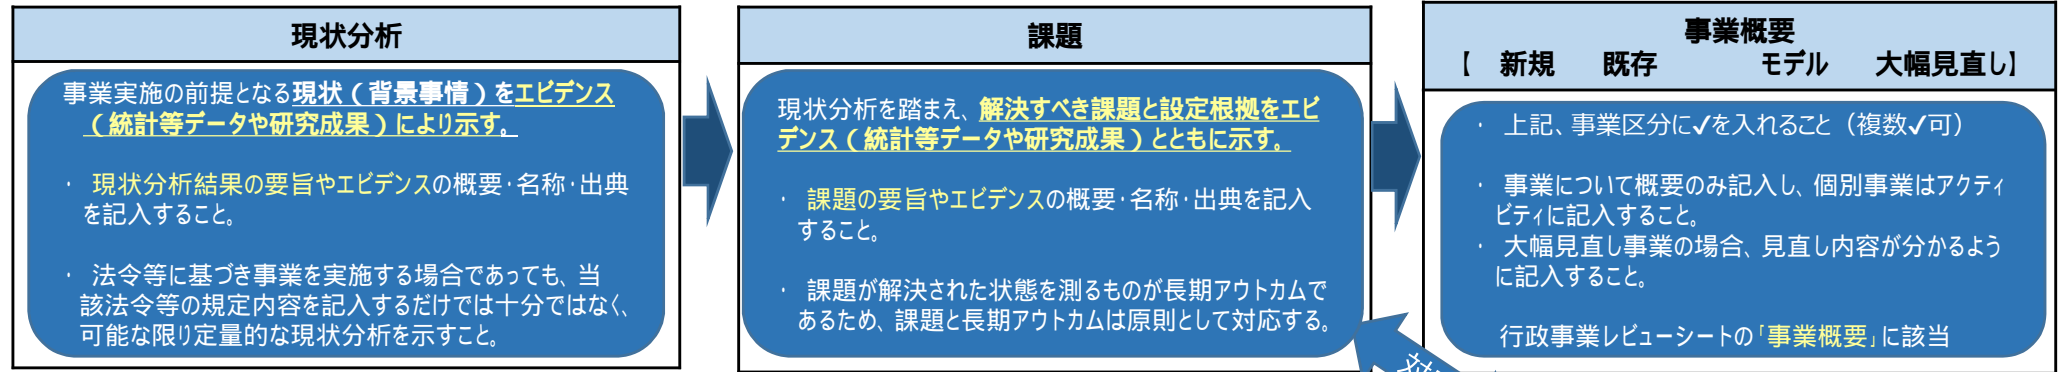 現状分析
事業実施の前提となる現状(背景事情)をエビデンス
(統計等データや研究成果)により示す。
・ 現状分析結果の要旨やエビデンスの概要・名称・出典
を記入すること。
・ 法令等に基づき事業を実施する場合であっても、当
該法令等の規定内容を記入するだけでは十分ではなく、
可能な限り定量的な現状分析を示すこと。
課題
現状分析を踏まえ、解決すべき課題と設定根拠をエビ
デンス(統計等データや研究成果)とともに示す。
・ 課題の要旨やエビデンスの概要・名称・出典を記入
すること。
・ 課題が解決された状態を測るものが長期アウトカムで
あるため、課題と長期アウトカムは原則として対応する。
事業概要
【 新規 既存 モデル 大幅見直し】
・ 上記、事業区分に✓を入れること(複数✓可)
・ 事業について概要のみ記入し、個別事業はアクティ
ビティに記入すること。
・ 大幅見直し事業の場合、見直し内容が分かるよう
に記入すること。
行政事業レビューシートの「事業概要」に該当
対